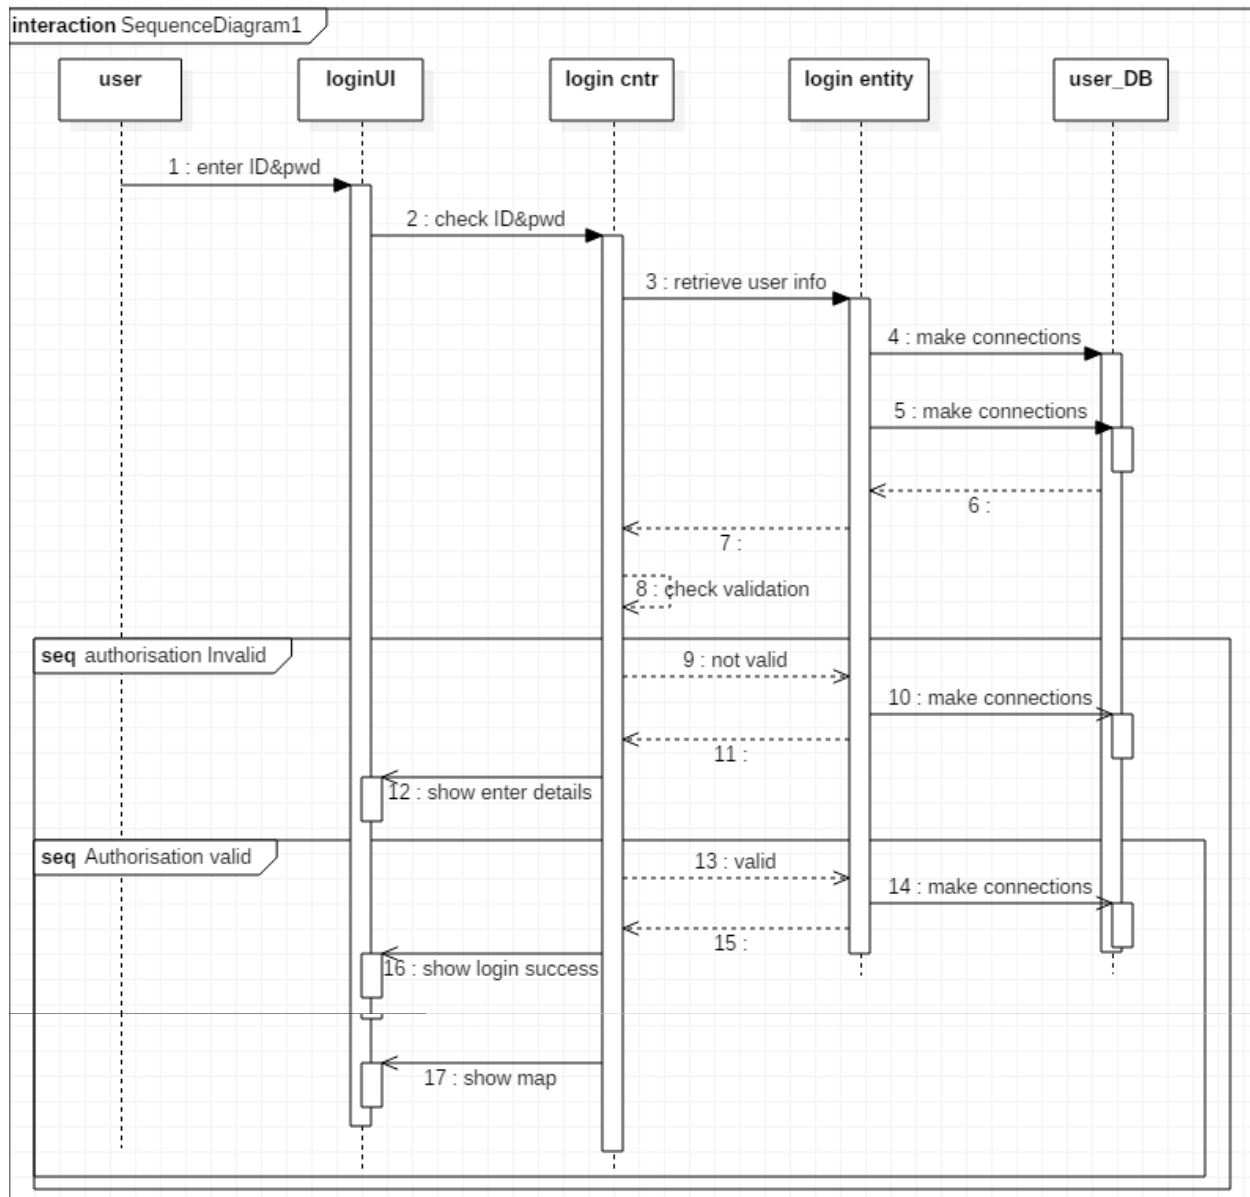 interaction SequenceDiagram1
user
loginUI
login cntr
login entity
user_DB
1 : enter ID&pwd
2 : check ID&pwd
3 : retrieve user info
4 : make connections
5 : make connections
6 :
7 :
8 : check validation
seq authorisation Invalid
9 : not valid
10 : make connections
11 :
12 : show enter details
seq Authorisation valid
13 : valid
14 : make connections
15 :
16 : show login success
17 : show map